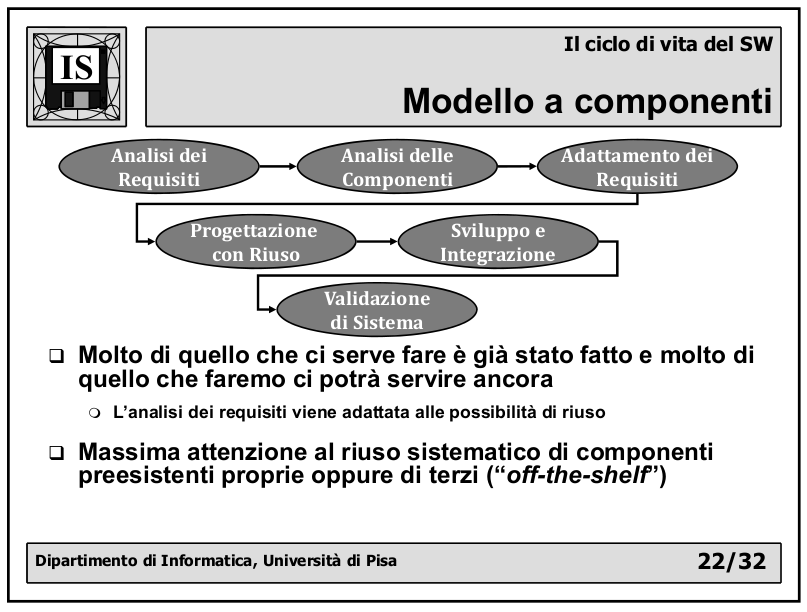 IS
Il ciclo di vita del SW
Modello a componenti
Analisi dei
Requisiti
Analisi delle
Componenti
Adattamento dei
Requisiti
Progettazione
con Riuso
Sviluppo e
Integrazione
Validazione
di Sistema
❑ Molto di quello che ci serve fare è già stato fatto e molto di
quello che faremo ci potrà servire ancora
❍ L’analisi dei requisiti viene adattata alle possibilità di riuso
❑ Massima attenzione al riuso sistematico di componenti
preesistenti proprie oppure di terzi (“off-the-shelf”)
Dipartimento di Informatica, Università di Pisa
22/32